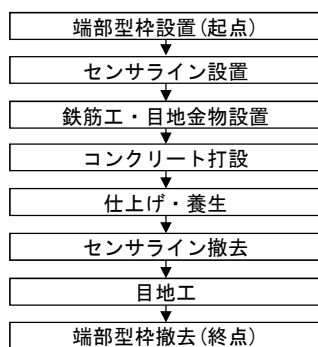 端部型枠設置(起点)
センサライン設置
鉄筋工・目地金物設置
コンクリート打設
仕上げ・養生
センサライン撤去
目地工
端部型枠撤去(終点)